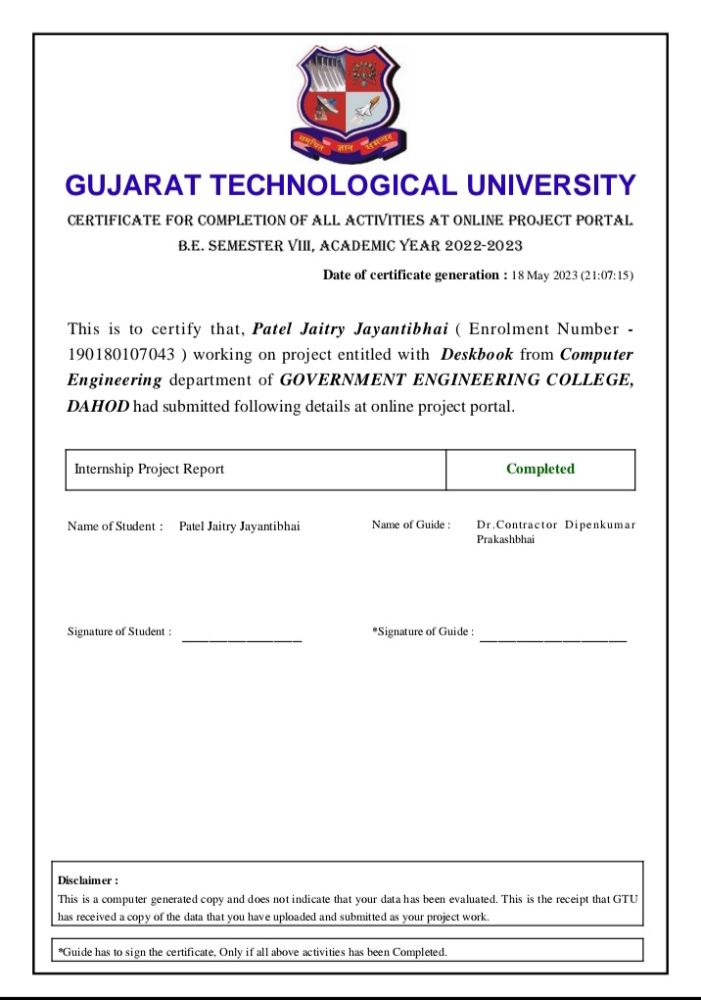 समुचित ज्ञान समन्वय
GUJARAT TECHNOLOGICAL UNIVERSITY
CERTIFICATE FOR COMPLETION OF ALL ACTIVITIES AT ONLINE PROJECT PORTAL
B.E. SEMESTER VIII, ACADEMIC YEAR 2022-2023
Date of certificate generation : 18 May 2023 (21:07:15)
This is to certify that, Patel Jaitry Jayantibhai ( Enrolment Number -
190180107043 ) working on project entitled with Deskbook from Computer
Engineering department of GOVERNMENT ENGINEERING COLLEGE,
DAHOD had submitted following details at online project portal.
Internship Project Report Completed
Name of Student : Patel Jaitry Jayantibhai Name of Guide : Dr.Contractor Dipenkumar
Prakashbhai
Signature of Student : *Signature of Guide :
Disclaimer :
This is a computer generated copy and does not indicate that your data has been evaluated. This is the receipt that GTU
has received a copy of the data that you have uploaded and submitted as your project work.
*Guide has to sign the certificate, Only if all above activities has been Completed.